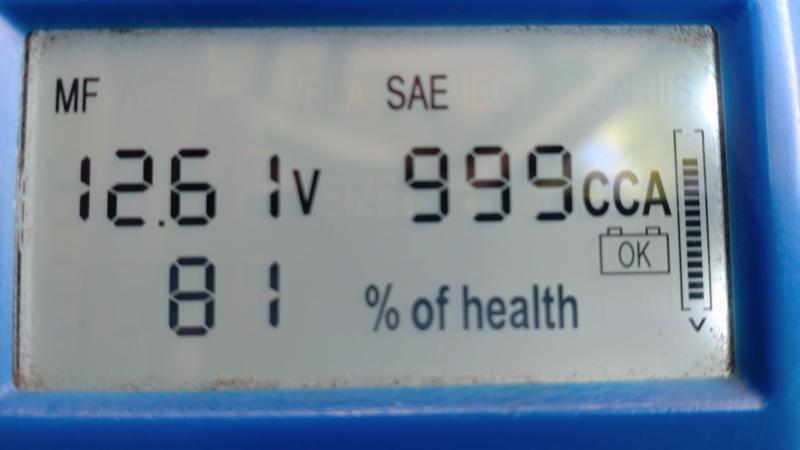 MF SAE
12.61V 999CCA
OK
81 % of health
V